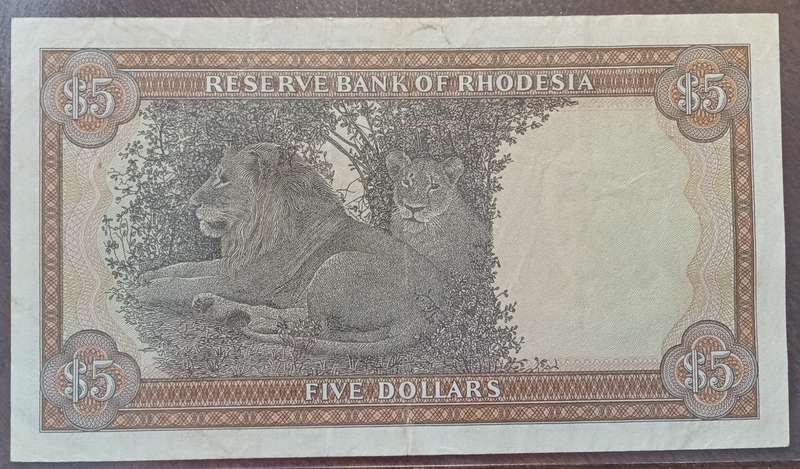 $5 RESERVE BANK OF RHODESIA $5
$5 FIVE DOLLARS $5